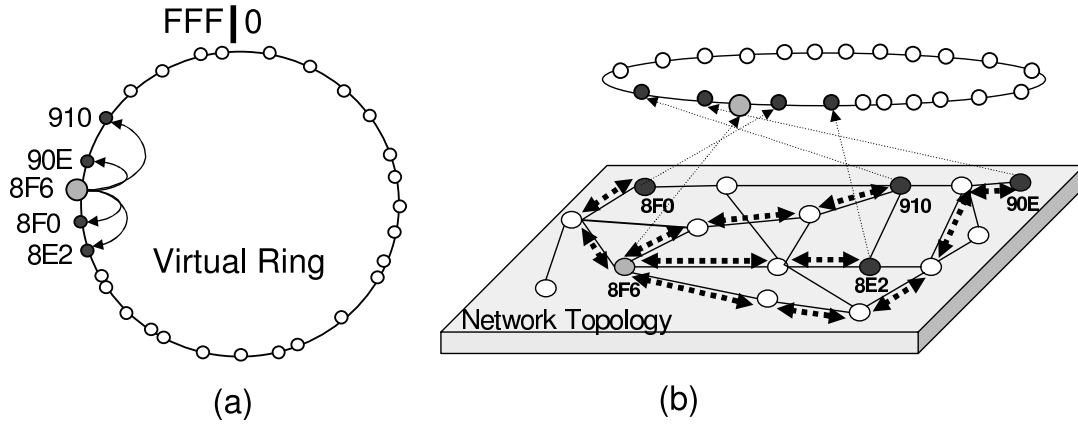 FFF 0
910
90E
8F6
8F0
8E2
Virtual Ring
(a)
8F0
910
90E
8F6
8E2
Network Topology
(b)